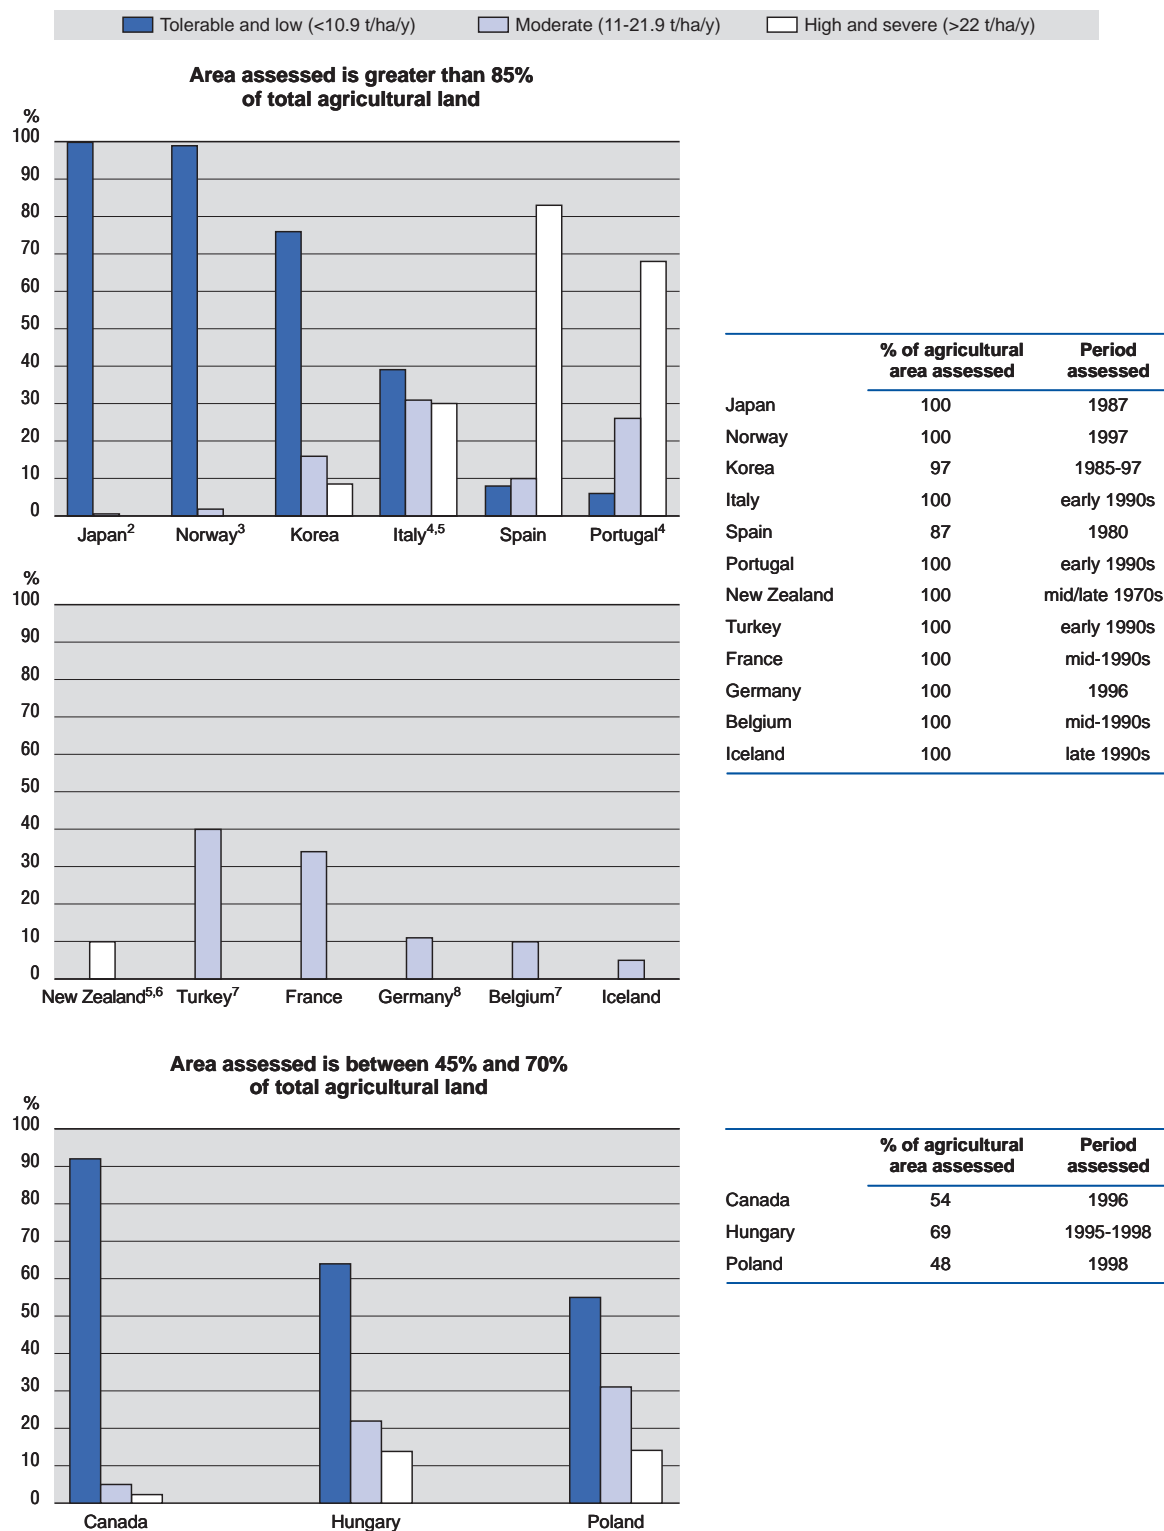 Tolerable and low (<10.9 t/ha/y) Moderate (11-21.9 t/ha/y) High and severe (>22 t/ha/y)
Area assessed is greater than 85%
of total agricultural land
%
100
90
80
70
60
50
40
30
20
10
0
Japan2 Norway3 Korea Italy4,5 Spain Portugal4
%
100
90
80
70
60
50
40
30
20
10
0
New Zealand5,6 Turkey7 France Germany8 Belgium7 Iceland
% of agricultural Period
area assessed assessed
Japan 100 1987
Norway 100 1997
Korea 97 1985-97
Italy 100 early 1990s
Spain 87 1980
Portugal 100 early 1990s
New Zealand 100 mid/late 1970s
Turkey 100 early 1990s
France 100 mid-1990s
Germany 100 1996
Belgium 100 mid-1990s
Iceland 100 late 1990s
Area assessed is between 45% and 70%
of total agricultural land
%
100
90
80
70
60
50
40
30
20
10
0
Canada Hungary Poland
% of agricultural Period
area assessed assessed
Canada 54 1996
Hungary 69 1995-1998
Poland 48 1998